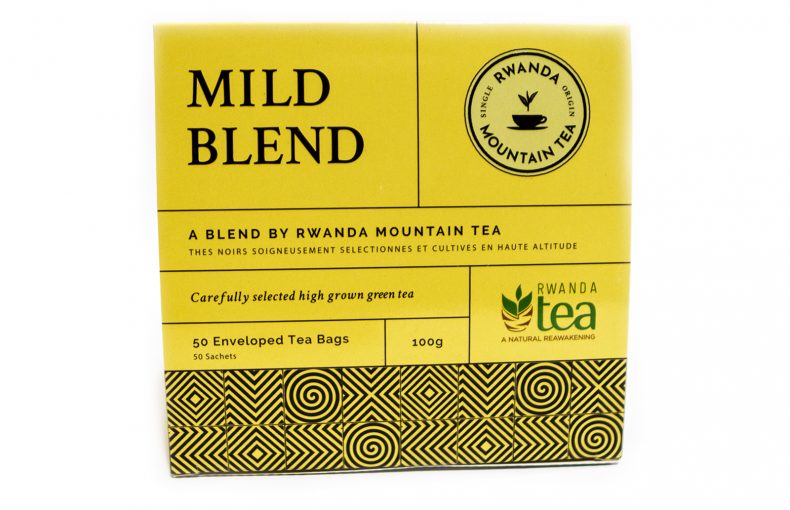 MILD
BLEND
RWANDA
SINGLE ORIGIN
MOUNTAIN TEA
A BLEND BY RWANDA MOUNTAIN TEA
THES NOIRS SOIGNEUSEMENT SELECTIONNES ET CULTIVES EN HAUTE ALTITUDE
Carefully selected high grown green tea
50 Enveloped Tea Bags
50 Sachets
100g
RWANDA
tea
A NATURAL REAWAKENING